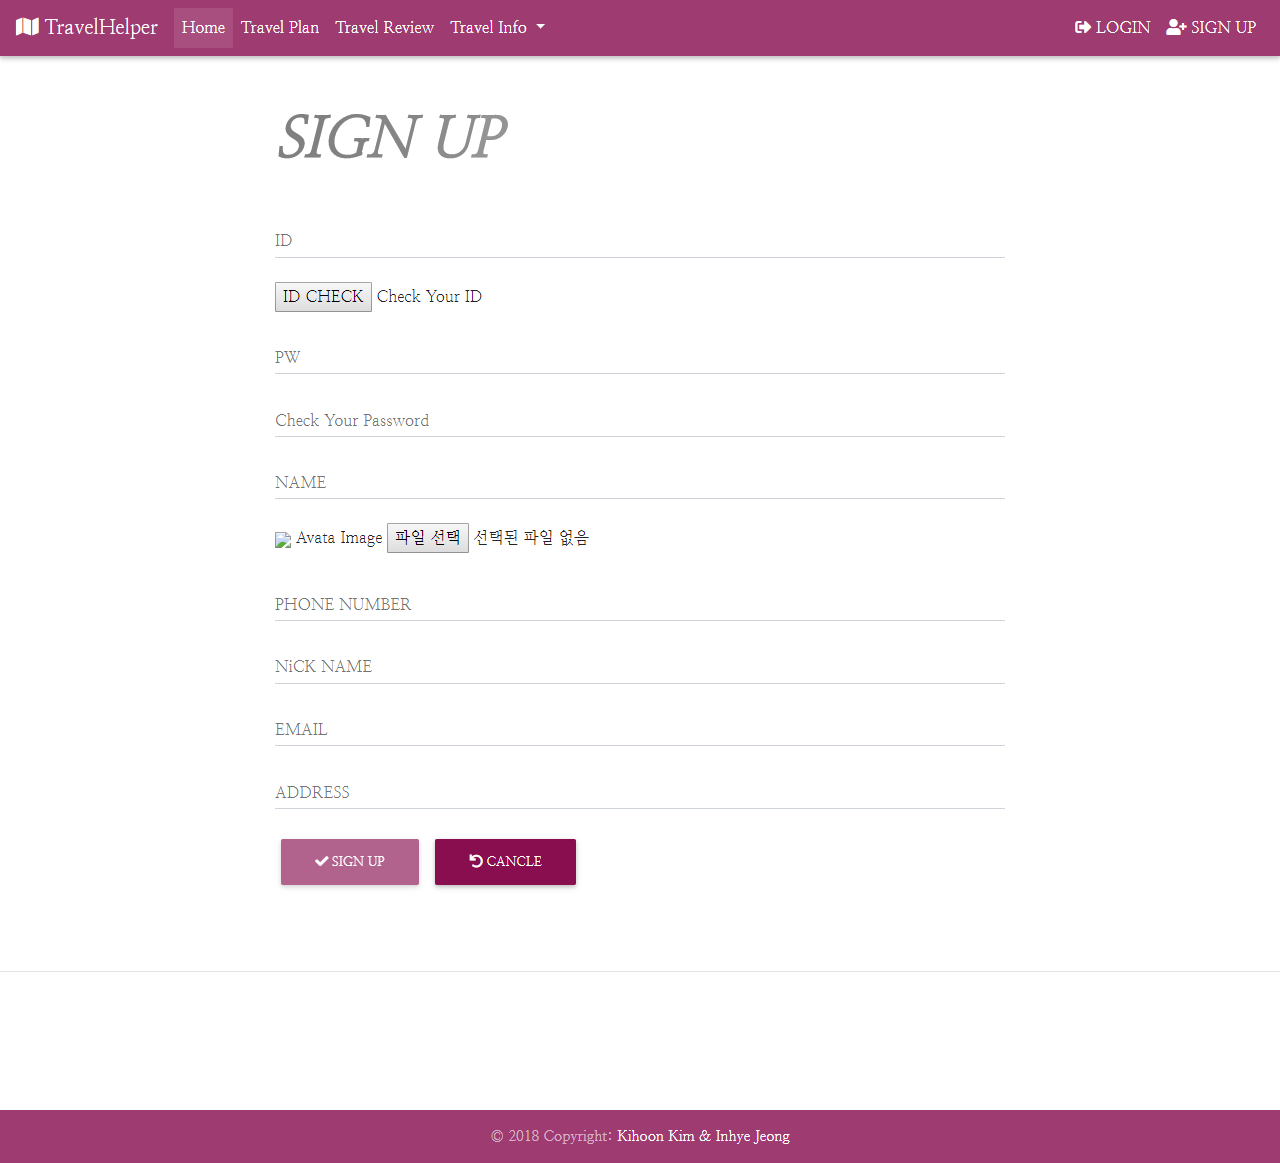 TravelHelper Home Travel Plan Travel Review Travel Info LOGIN SIGN UP
SIGN UP
ID
ID CHECK Check Your ID
PW
Check Your Password
NAME
Avata Image 파일 선택 선택된 파일 없음
PHONE NUMBER
NiCK NAME
EMAIL
ADDRESS
SIGN UP CANCLE
© 2018 Copyright: Kihoon Kim & Inhye Jeong